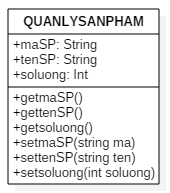 QUANLYSANPHAM
+maSP: String
+tenSP: String
+soluong: Int
+getmaSP()
+gettenSP()
+getsoluong()
+setmaSP(string ma)
+settenSP(string ten)
+setsoluong(int soluong)